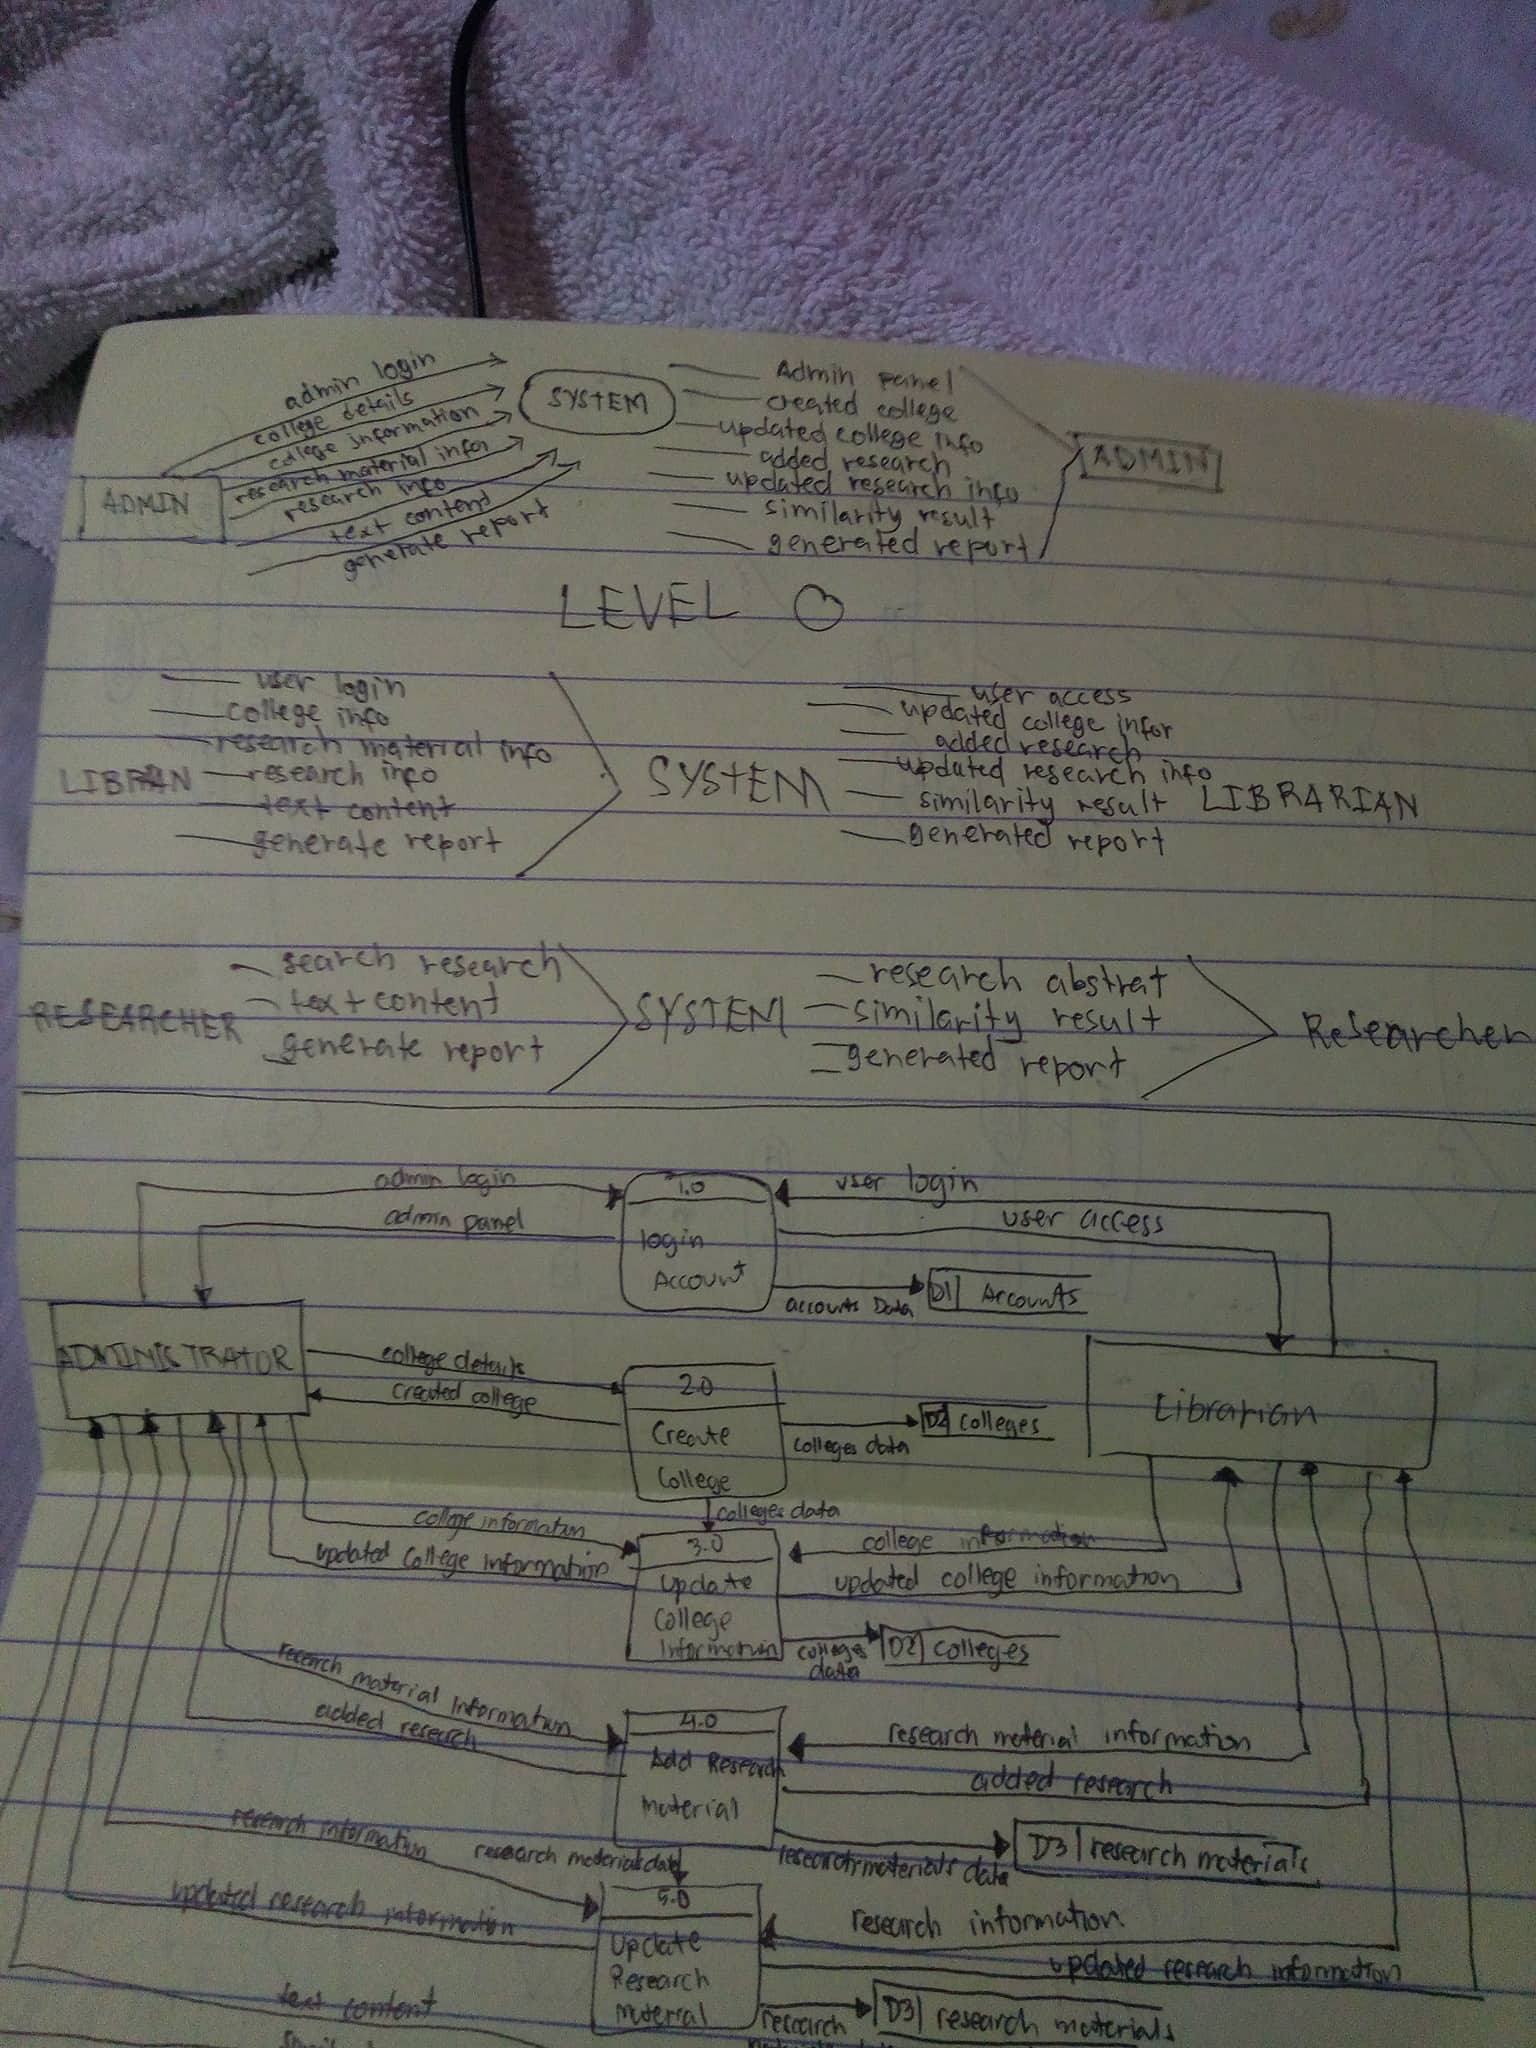 admin login
college details
college information
research material infor
research info
text contend
generate report
ADMIN
SYSTEM
Admin panel
created college
updated college info
added research
updated research info
similarity result
generated report
ADMIN
LEVEL 0
user login
college info
research material info
research info
text content
generate report
LIBRAN
SYSTEM
user access
updated college infor
added research
updated research info
similarity result
generated report
LIBRARIAN
RESEARCHER
search research
text content
generate report
SYSTEM
research abstrat
similarity result
generated report
Researcher
admin login
admin panel
1.0
login
Account
user login
user access
accounts Data
D1 Accounts
ADMINISTRATOR
college details
created college
2.0
Create
College
colleges data
D2 colleges
Librarian
colleges data
college information
updated College Information
3.0
Update
College
Information
college information
updated college information
colleges
data
D2 colleges
research material Information
added research
4.0
Add Research
Material
research material information
added research
research materials data
D3 research materials
research information
research materials data
updated research information
5.0
Update
Research
Material
research information
updated research information
research
D3 research materials
text content